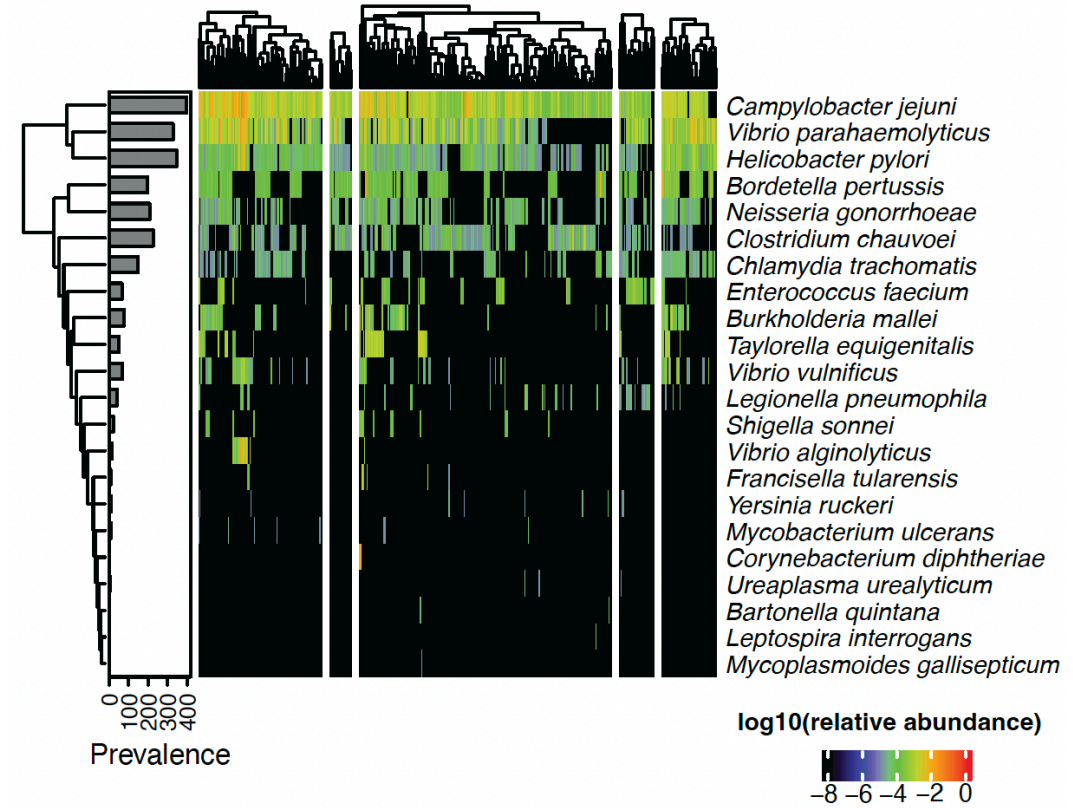 Campylobacter jejuni
Vibrio parahaemolyticus
Helicobacter pylori
Bordetella pertussis
Neisseria gonorrhoeae
Clostridium chauvoei
Chlamydia trachomatis
Enterococcus faecium
Burkholderia mallei
Taylorella equigenitalis
Vibrio vulnificus
Legionella pneumophila
Shigella sonnei
Vibrio alginolyticus
Francisella tularensis
Yersinia ruckeri
Mycobacterium ulcerans
Corynebacterium diphtheriae
Ureaplasma urealyticum
Bartonella quintana
Leptospira interrogans
Mycoplasmoides gallisepticum
0 100 200 300 400
Prevalence
log10(relative abundance)
−8 −6 −4 −2 0